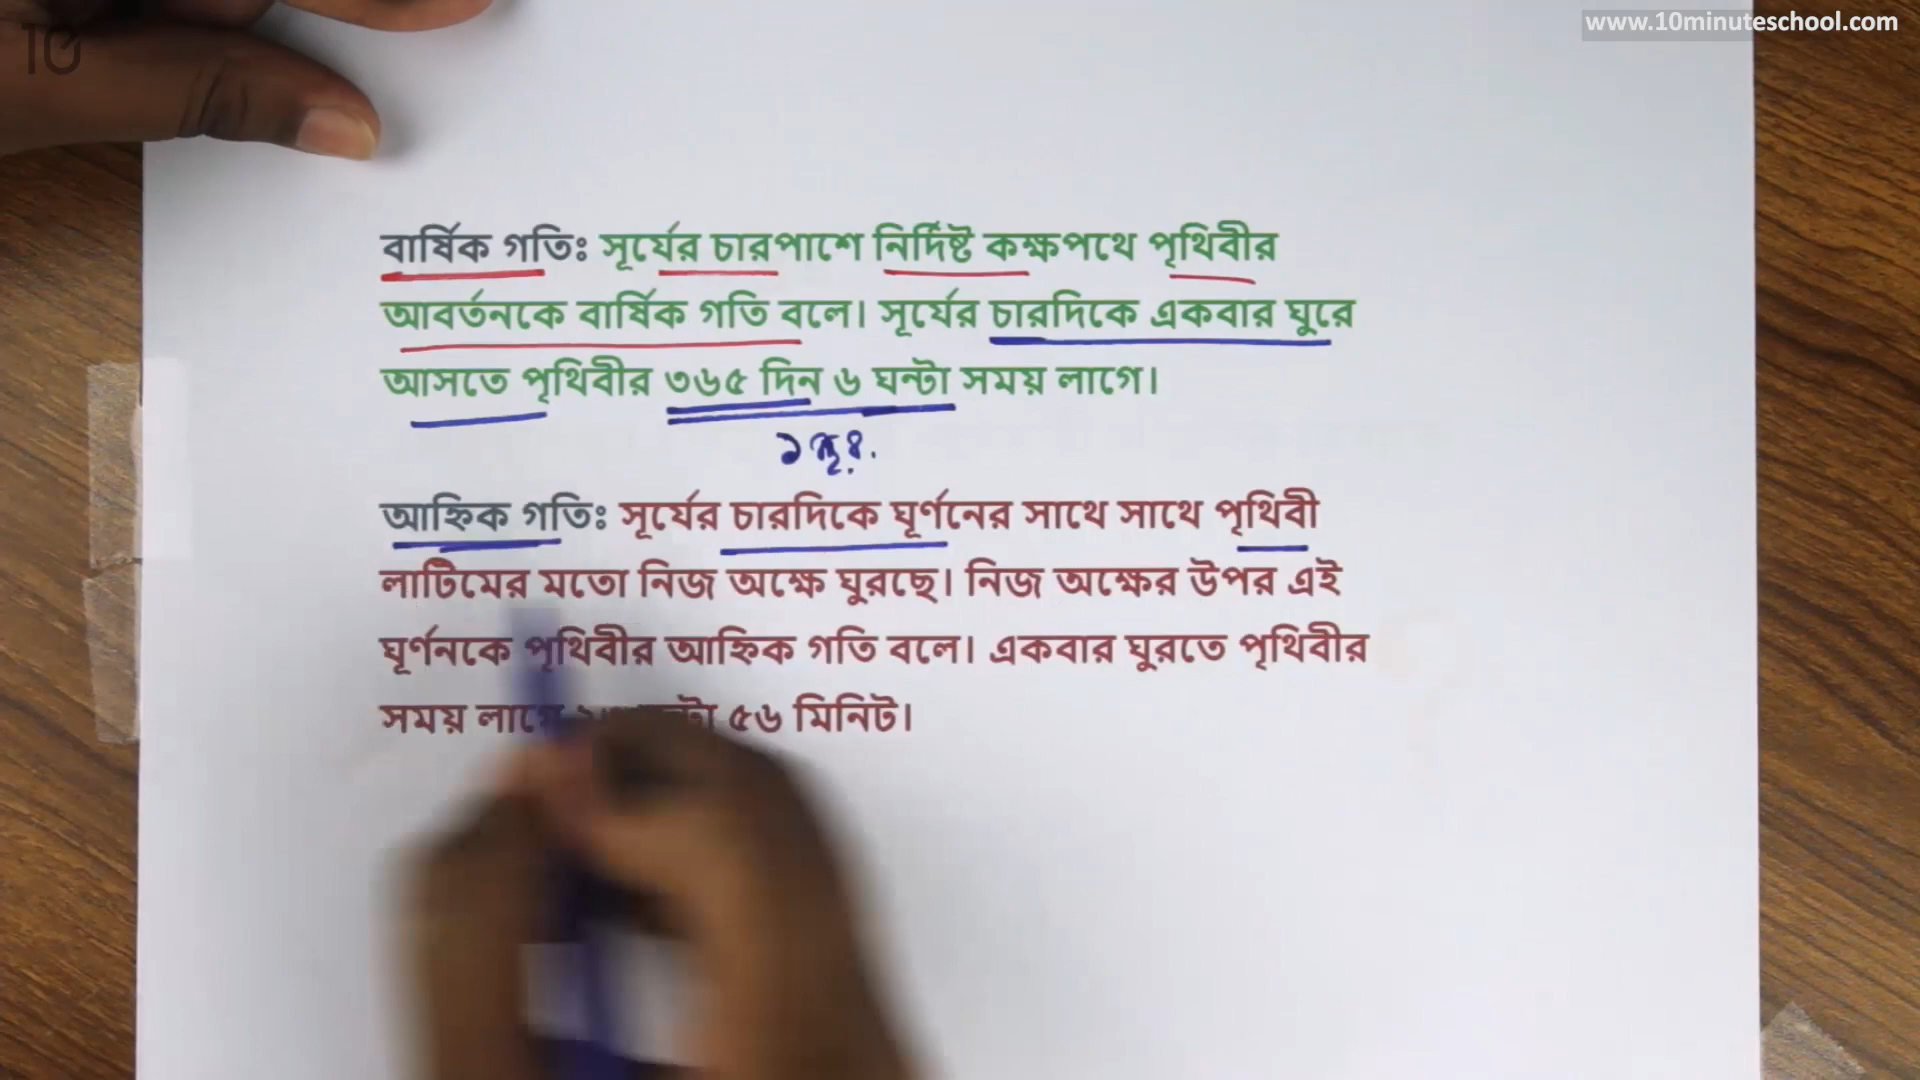 10
www.10minuteschool.com
বার্ষিক গতিঃ সূর্যের চারপাশে নির্দিষ্ট কক্ষপথে পৃথিবীর
আবর্তনকে বার্ষিক গতি বলে। সূর্যের চারদিকে একবার ঘুরে
আসতে পৃথিবীর ৩৬৫ দিন ৬ ঘন্টা সময় লাগে।
আহ্নিক গতিঃ সূর্যের চারদিকে ঘূর্ণনের সাথে সাথে পৃথিবী
লাটিমের মতো নিজ অক্ষে ঘুরছে। নিজ অক্ষের উপর এই
ঘূর্ণনকে পৃথিবীর আহ্নিক গতি বলে। একবার ঘুরতে পৃথিবীর
সময় লাগে ৫৬ মিনিট।